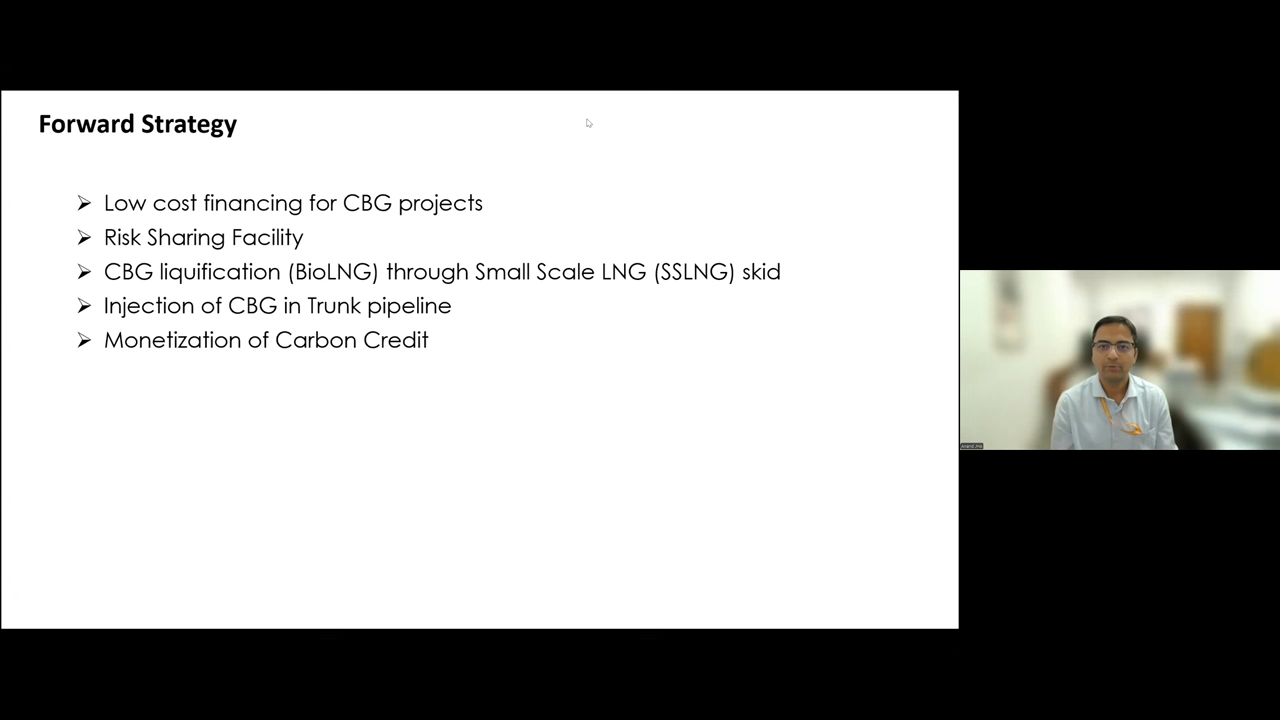 Forward Strategy
Low cost financing for CBG projects
Risk Sharing Facility
CBG liquification (BioLNG) through Small Scale LNG (SSLNG) skid
Injection of CBG in Trunk pipeline
Monetization of Carbon Credit